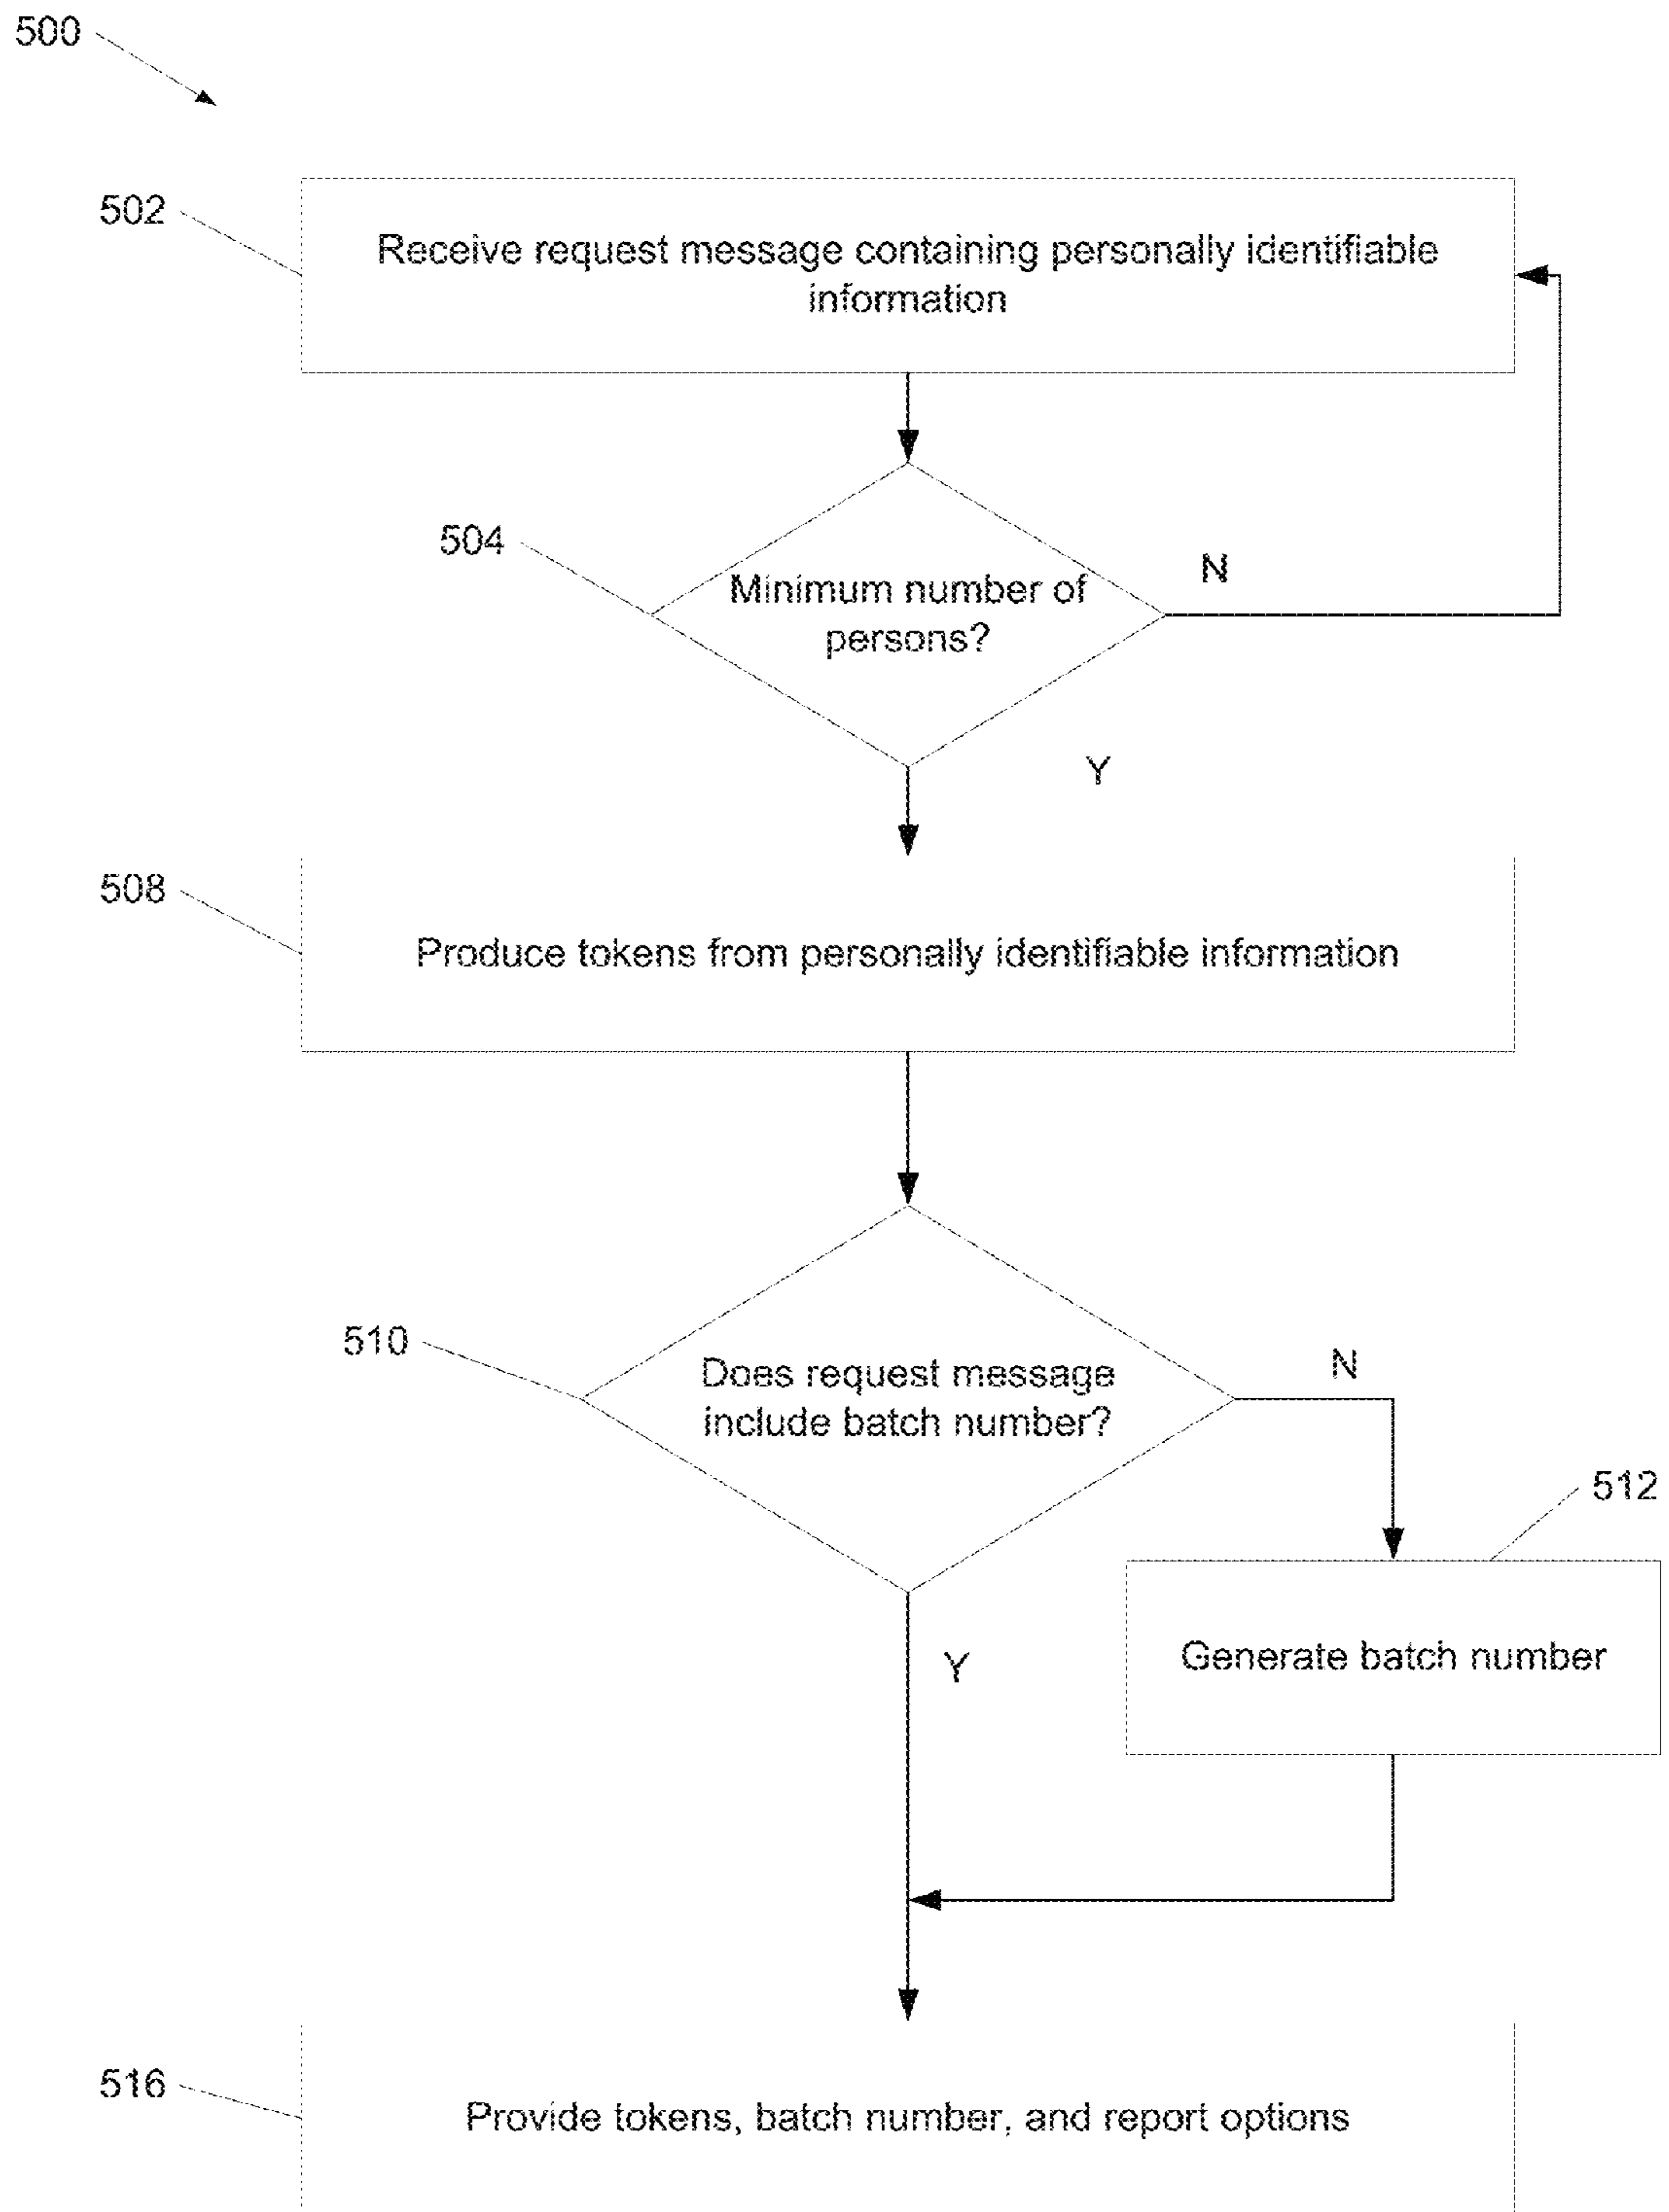 500
502
Receive request message containing personally identifiable
information
504
Minimum number of
persons?
N
Y
508
Produce tokens from personally identifiable information
510
Does request message
include batch number?
N
512
Y
Generate batch number
516
Provide tokens, batch number, and report options